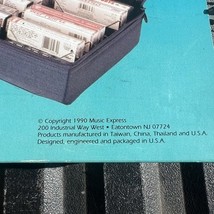 © Copyright 1990 Music Express
200 Industrial Way West • Eatontown NJ 07724
Products manufactured in Taiwan, China, Thailand and U.S.A.
Designed, engineered and packaged in U.S.A.